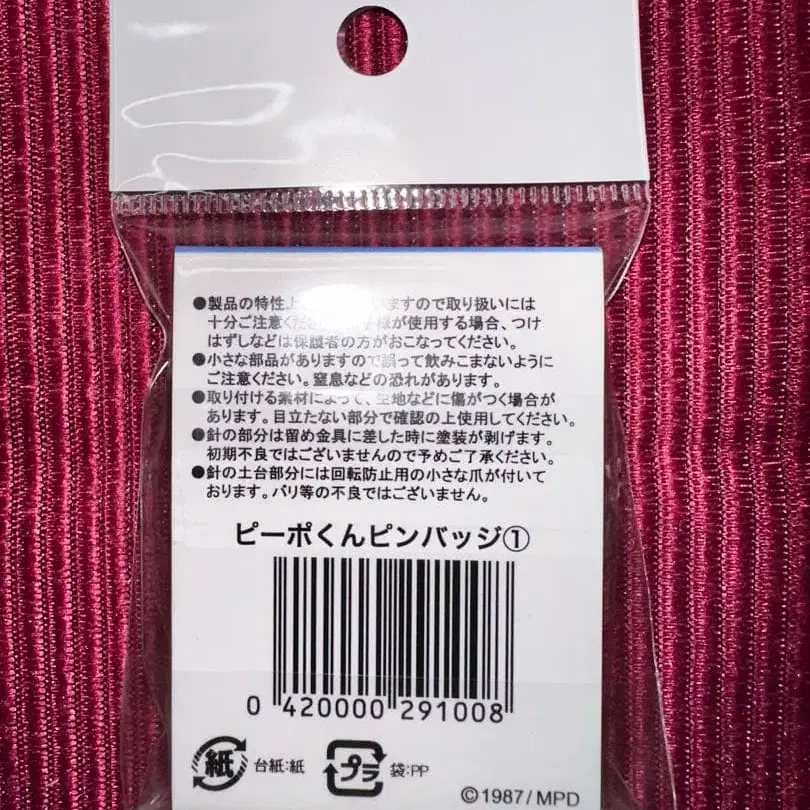 ●製品の特性上 ますので取り扱いには
十分ご注意くだ 様が使用する場合、つけ
はずしなどは保護者の方がおこなってください。
●小さな部品がありますので誤って飲みこまないように
ご注意ください。窒息などの恐れがあります。
●取り付ける素材によって、生地などに傷がつく場合が
あります。目立たない部分で確認の上使用してください。
●針の部分は留め金具に差した時に塗装が剥げます。
初期不良ではございませんので予めご了承ください。
●針の土台部分には回転防止用の小さな爪が付いて
おります。バリ等の不良ではございません。
ピーポくんピンバッジ①
0 420000 291008
紙 台紙:紙 プラ 袋:PP
©1987/MPD